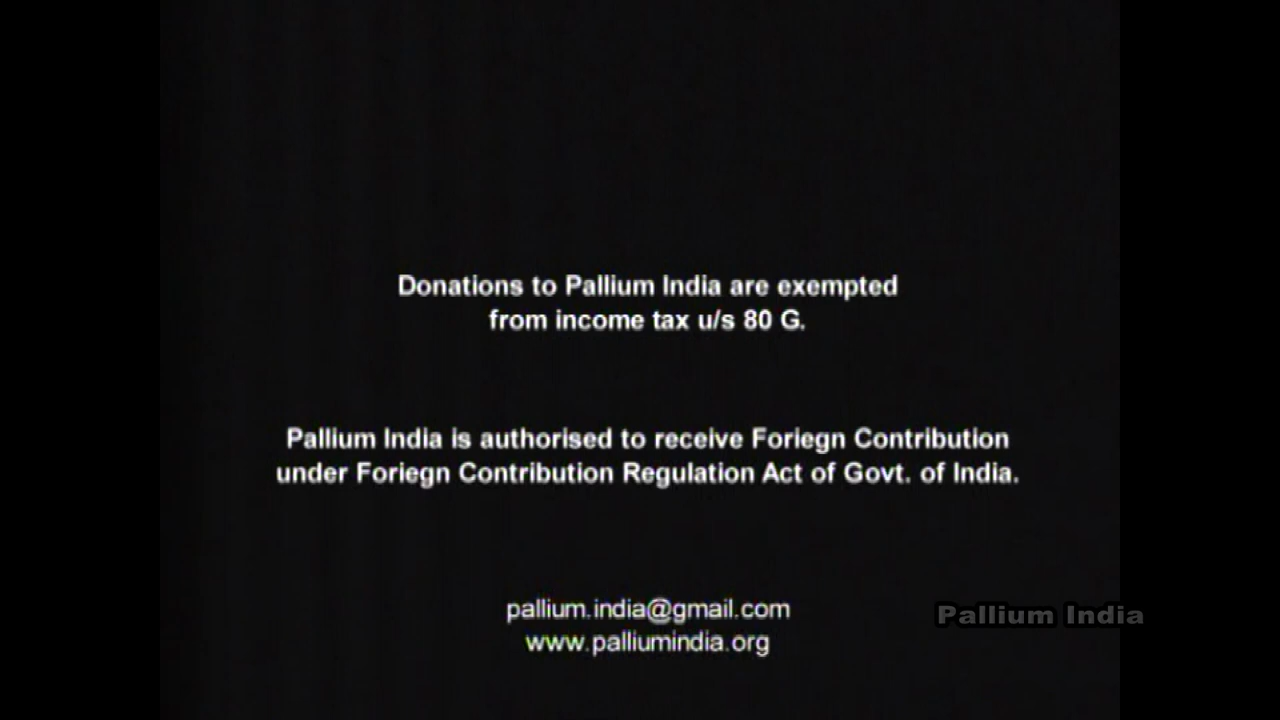 Donations to Pallium India are exempted
from income tax u/s 80 G.
Pallium India is authorised to receive Foriegn Contribution
under Foriegn Contribution Regulation Act of Govt. of India.
pallium.india@gmail.com
www.palliumindia.org
Pallium India